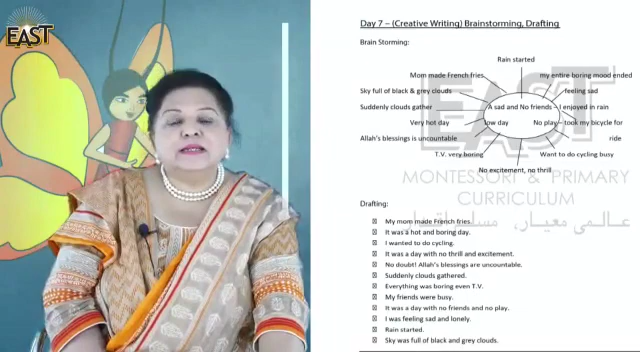 EAST
Day 7 – (Creative Writing) Brainstorming, Drafting
Brain Storming:
Rain started
Mom made French fries
my entire boring mood ended
Sky full of black & grey clouds
feeling sad
Suddenly clouds gather
A sad and No friends
I enjoyed in rain
Very hot day
low day
No play
took my bicycle for
ride
Allah's blessings is uncountable
T.V. very boring
Want to do cycling busy
No excitement, no thrill
EAST
MONTESSORI & PRIMARY
CURRICULUM
عالمی معیار، مسلم اقدار
Drafting:
My mom made French fries.
It was a hot and boring day.
I wanted to do cycling.
It was a day with no thrill and excitement.
No doubt! Allah's blessings are uncountable.
Suddenly clouds gathered.
Everything was boring even T.V.
My friends were busy.
It was a day with no friends and no play.
I was feeling sad and lonely.
Rain started.
Sky was full of black and grey clouds.